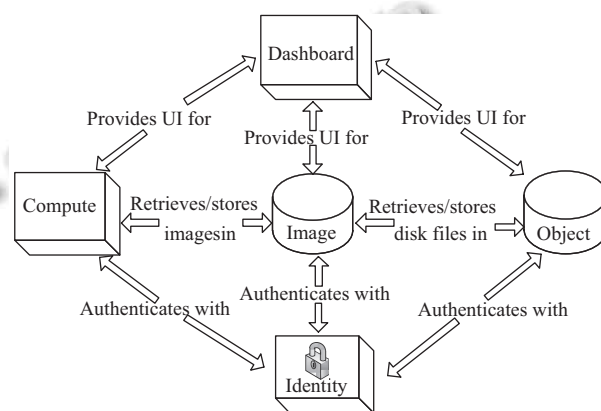 Dashboard
Provides UI for
Provides UI for
Provides UI for
Compute
Retrieves/stores
imagesin
Image
Retrieves/stores
disk files in
Object
Authenticates with
Authenticates with
Authenticates with
Identity